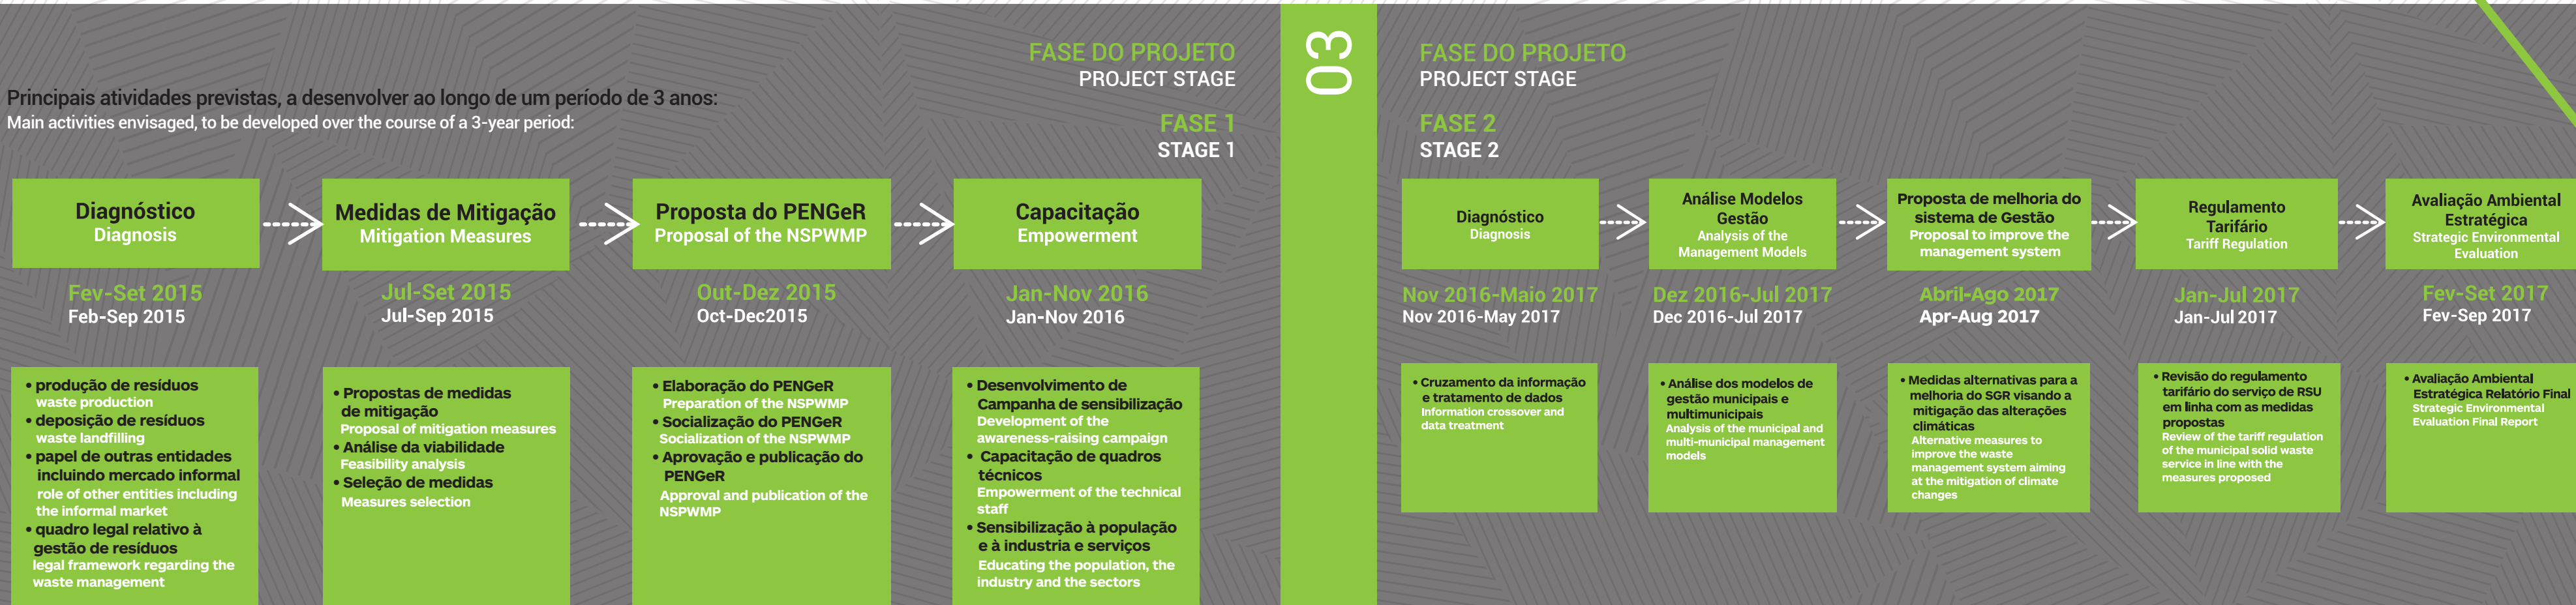 Principais atividades previstas, a desenvolver ao longo de um período de 3 anos:
Main activities envisaged, to be developed over the course of a 3-year period:
FASE DO PROJETO
PROJECT STAGE
FASE 1
STAGE 1
Diagnóstico
Diagnosis
Fev-Set 2015
Feb-Sep 2015
• produção de resíduos
waste production
• deposição de resíduos
waste landfilling
• papel de outras entidades
incluindo mercado informal
role of other entities including
the informal market
• quadro legal relativo à
gestão de resíduos
legal framework regarding the
waste management
Medidas de Mitigação
Mitigation Measures
Jul-Set 2015
Jul-Sep 2015
• Propostas de medidas
de mitigação
Proposal of mitigation measures
• Análise da viabilidade
Feasibility analysis
• Seleção de medidas
Measures selection
Proposta do PENGeR
Proposal of the NSPWMP
Out-Dez 2015
Oct-Dec2015
• Elaboração do PENGeR
Preparation of the NSPWMP
• Socialização do PENGeR
Socialization of the NSPWMP
• Aprovação e publicação do
PENGeR
Approval and publication of the
NSPWMP
Capacitação
Empowerment
Jan-Nov 2016
Jan-Nov 2016
• Desenvolvimento de
Campanha de sensibilização
Development of the
awareness-raising campaign
• Capacitação de quadros
técnicos
Empowerment of the technical
staff
• Sensibilização à população
e à industria e serviços
Educating the population, the
industry and the sectors
03
FASE DO PROJETO
PROJECT STAGE
FASE 2
STAGE 2
Diagnóstico
Diagnosis
Nov 2016-Maio 2017
Nov 2016-May 2017
• Cruzamento da informação
e tratamento de dados
Information crossover and
data treatment
Análise Modelos
Gestão
Analysis of the
Management Models
Dez 2016-Jul 2017
Dec 2016-Jul 2017
• Análise dos modelos de
gestão municipais e
multimunicipais
Analysis of the municipal and
multi-municipal management
models
Proposta de melhoria do
sistema de Gestão
Proposal to improve the
management system
Abril-Ago 2017
Apr-Aug 2017
• Medidas alternativas para a
melhoria do SGR visando a
mitigação das alterações
climáticas
Alternative measures to
improve the waste
management system aiming
at the mitigation of climate
changes
Regulamento
Tarifário
Tariff Regulation
Jan-Jul 2017
Jan-Jul 2017
• Revisão do regulamento
tarifário do serviço de RSU
em linha com as medidas
propostas
Review of the tariff regulation
of the municipal solid waste
service in line with the
measures proposed
Avaliação Ambiental
Estratégica
Strategic Environmental
Evaluation
Fev-Set 2017
Fev-Sep 2017
• Avaliação Ambiental
Estratégica Relatório Final
Strategic Environmental
Evaluation Final Report